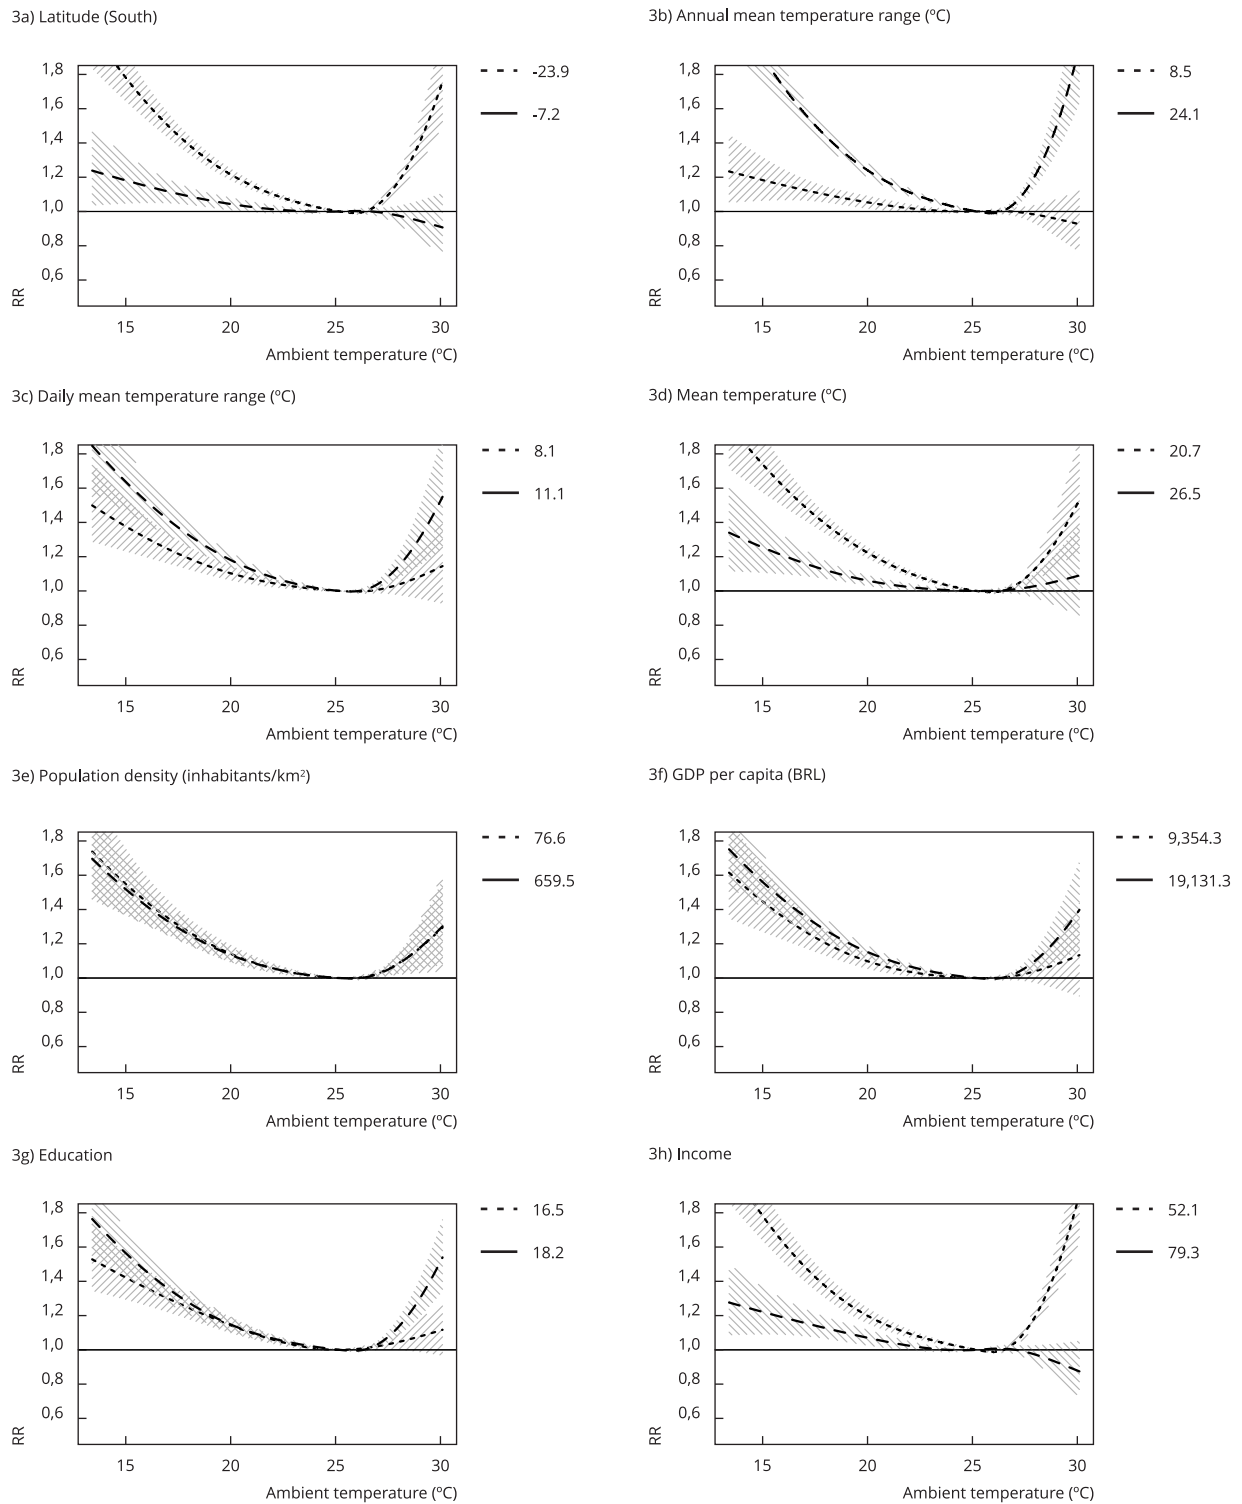 3a) Latitude (South)
1,8
1,6
1,4
1,2
1,0
0,8
0,6
RR
15 20 25 30
Ambient temperature (ºC)
-23.9
-7.2
3b) Annual mean temperature range (ºC)
1,8
1,6
1,4
1,2
1,0
0,8
0,6
RR
15 20 25 30
Ambient temperature (ºC)
8.5
24.1
3c) Daily mean temperature range (ºC)
1,8
1,6
1,4
1,2
1,0
0,8
0,6
RR
15 20 25 30
Ambient temperature (ºC)
8.1
11.1
3d) Mean temperature (ºC)
1,8
1,6
1,4
1,2
1,0
0,8
0,6
RR
15 20 25 30
Ambient temperature (ºC)
20.7
26.5
3e) Population density (inhabitants/km²)
1,8
1,6
1,4
1,2
1,0
0,8
0,6
RR
15 20 25 30
Ambient temperature (ºC)
76.6
659.5
3f) GDP per capita (BRL)
1,8
1,6
1,4
1,2
1,0
0,8
0,6
RR
15 20 25 30
Ambient temperature (ºC)
9,354.3
19,131.3
3g) Education
1,8
1,6
1,4
1,2
1,0
0,8
0,6
RR
15 20 25 30
Ambient temperature (ºC)
16.5
18.2
3h) Income
1,8
1,6
1,4
1,2
1,0
0,8
0,6
RR
15 20 25 30
Ambient temperature (ºC)
52.1
79.3